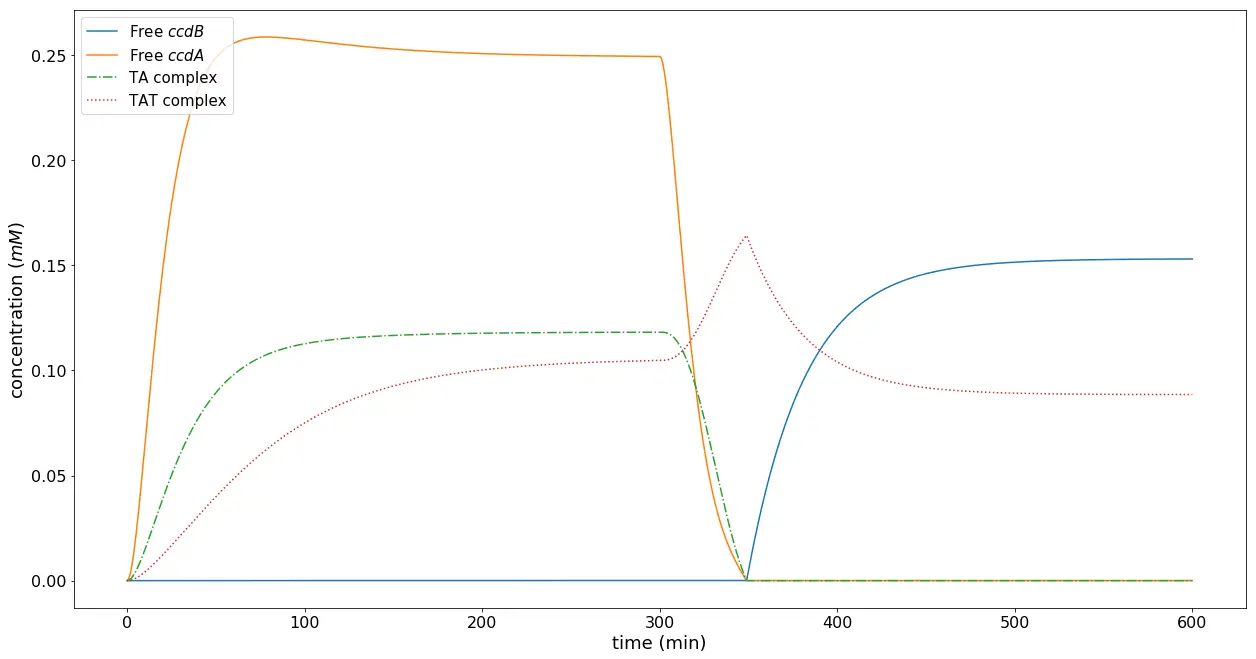 Free ccdB
Free ccdA
TA complex
TAT complex
0.25
0.20
0.15
0.10
0.05
0.00
concentration (mM)
0 100 200 300 400 500 600
time (min)